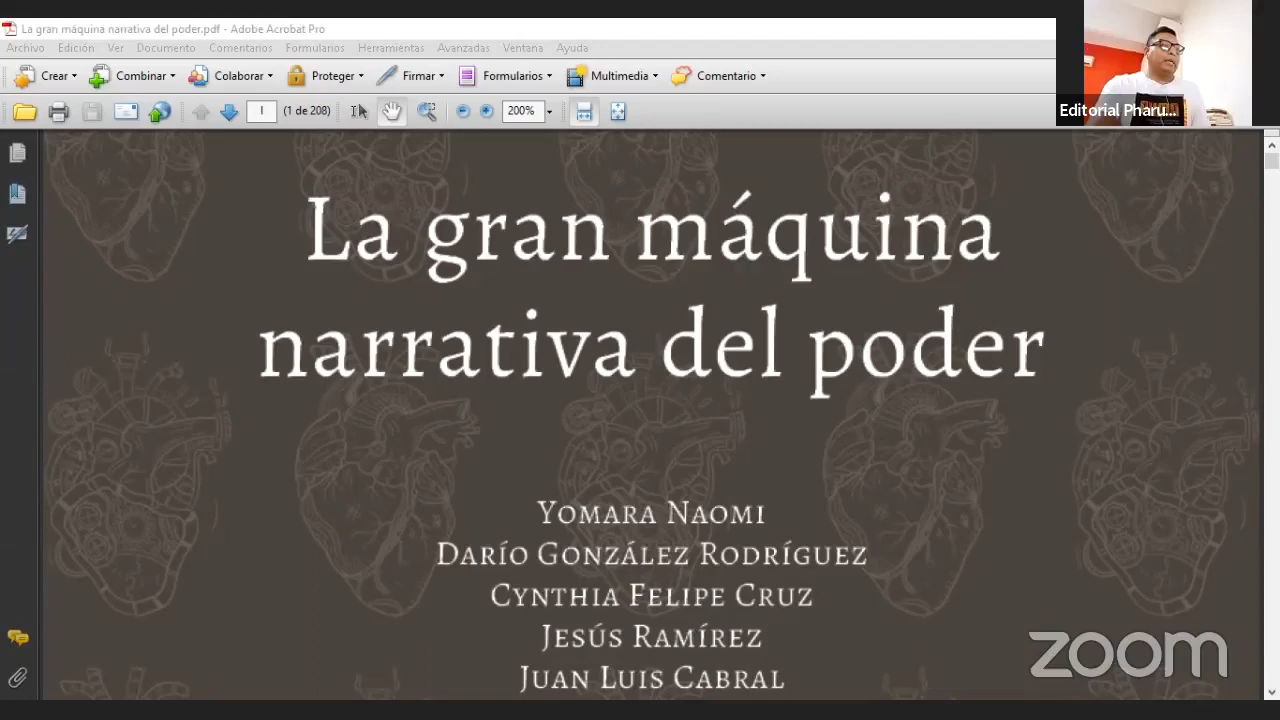 La gran máquina narrativa del poder.pdf - Adobe Acrobat Pro
Archivo Edición Ver Documento Comentarios Formularios Herramientas Avanzadas Ventana Ayuda
Crear Combinar Colaborar Proteger Firmar Formularios Multimedia Comentario
Editorial Pharu...
I (1 de 208) 200%
La gran máquina
narrativa del poder
Yomara Naomi
Darío González Rodríguez
Cynthia Felipe Cruz
Jesús Ramírez
Juan Luis Cabral
zoom